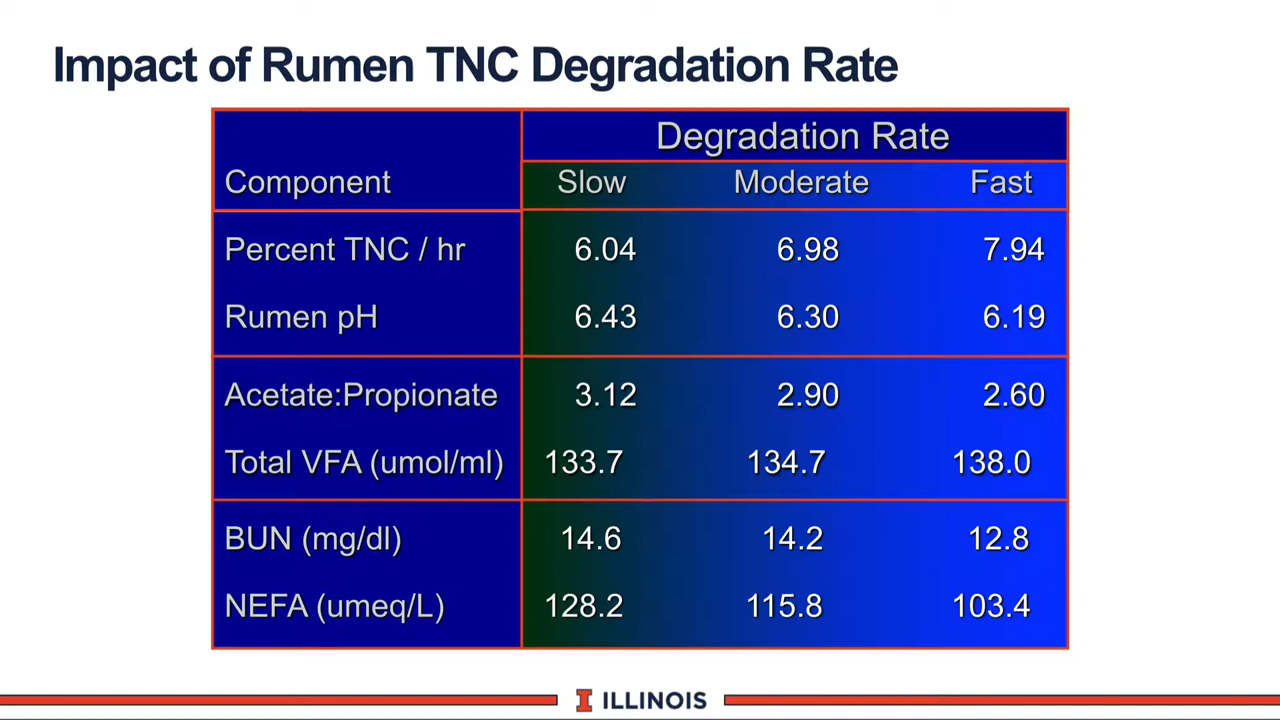 Impact of Rumen TNC Degradation Rate
Degradation Rate
Component Slow Moderate Fast
Percent TNC / hr 6.04 6.98 7.94
Rumen pH 6.43 6.30 6.19
Acetate:Propionate 3.12 2.90 2.60
Total VFA (umol/ml) 133.7 134.7 138.0
BUN (mg/dl) 14.6 14.2 12.8
NEFA (umeq/L) 128.2 115.8 103.4
I ILLINOIS